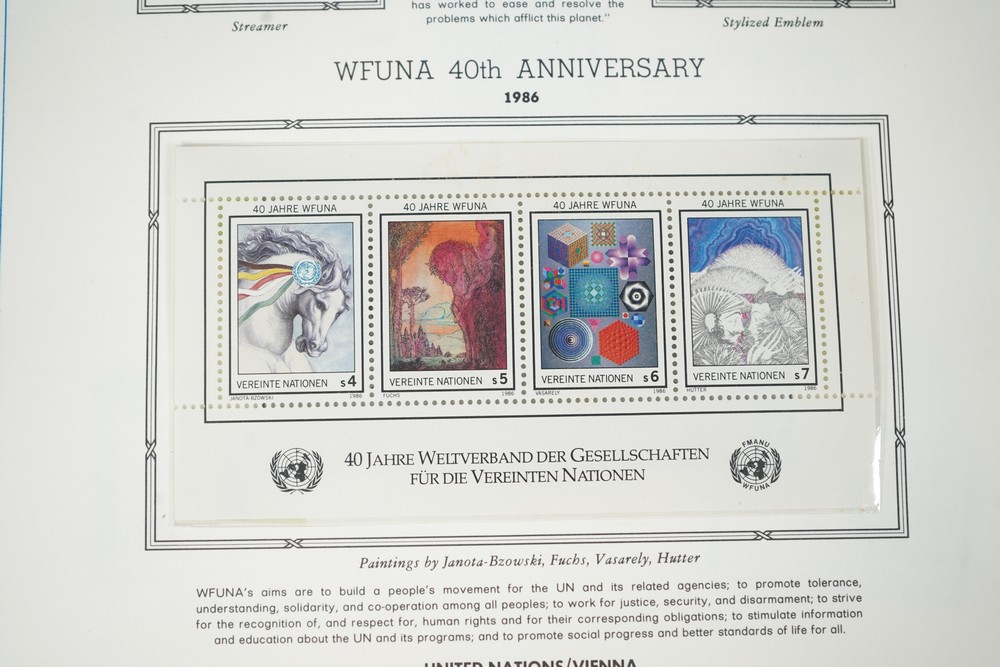 has worked to ease and resolve the
problems which afflict this planet."
Streamer
Stylized Emblem
WFUNA 40th ANNIVERSARY
1986
40 JAHRE WFUNA
VEREINTE NATIONEN s4
JANOTA-BZOWSKI 1986
40 JAHRE WFUNA
VEREINTE NATIONEN s5
FUCHS 1986
40 JAHRE WFUNA
VEREINTE NATIONEN s6
VASARELY 1986
40 JAHRE WFUNA
VEREINTE NATIONEN s7
HUTTER 1986
40 JAHRE WELTVERBAND DER GESELLSCHAFTEN
FÜR DIE VEREINTEN NATIONEN
FMANU
WFUNA
Paintings by Janota-Bzowski, Fuchs, Vasarely, Hutter
WFUNA's aims are to build a people's movement for the UN and its related agencies; to promote tolerance,
understanding, solidarity, and co-operation among all peoples; to work for justice, security, and disarmament; to strive
for the recognition of, and respect for, human rights and for their corresponding obligations; to stimulate information
and education about the UN and its programs; and to promote social progress and better standards of life for all.
UNITED NATIONS/VIENNA